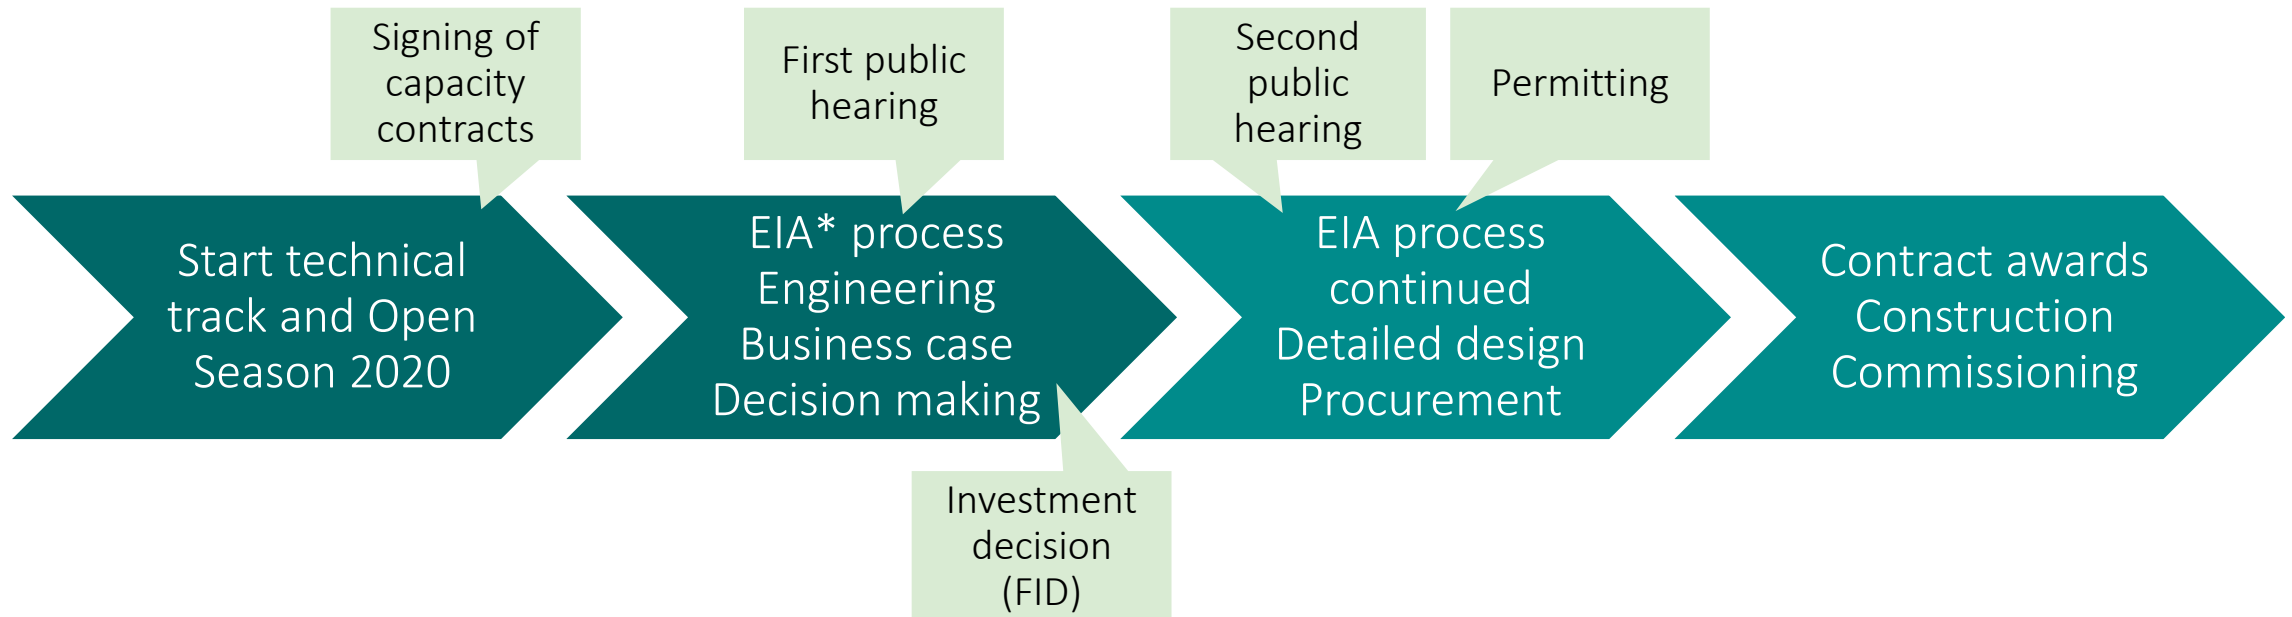 Signing of
capacity
contracts
First public
hearing
Second
public
hearing
Permitting
Start technical
track and Open
Season 2020
EIA* process
Engineering
Business case
Decision making
EIA process
continued
Detailed design
Procurement
Contract awards
Construction
Commissioning
Investment
decision
(FID)